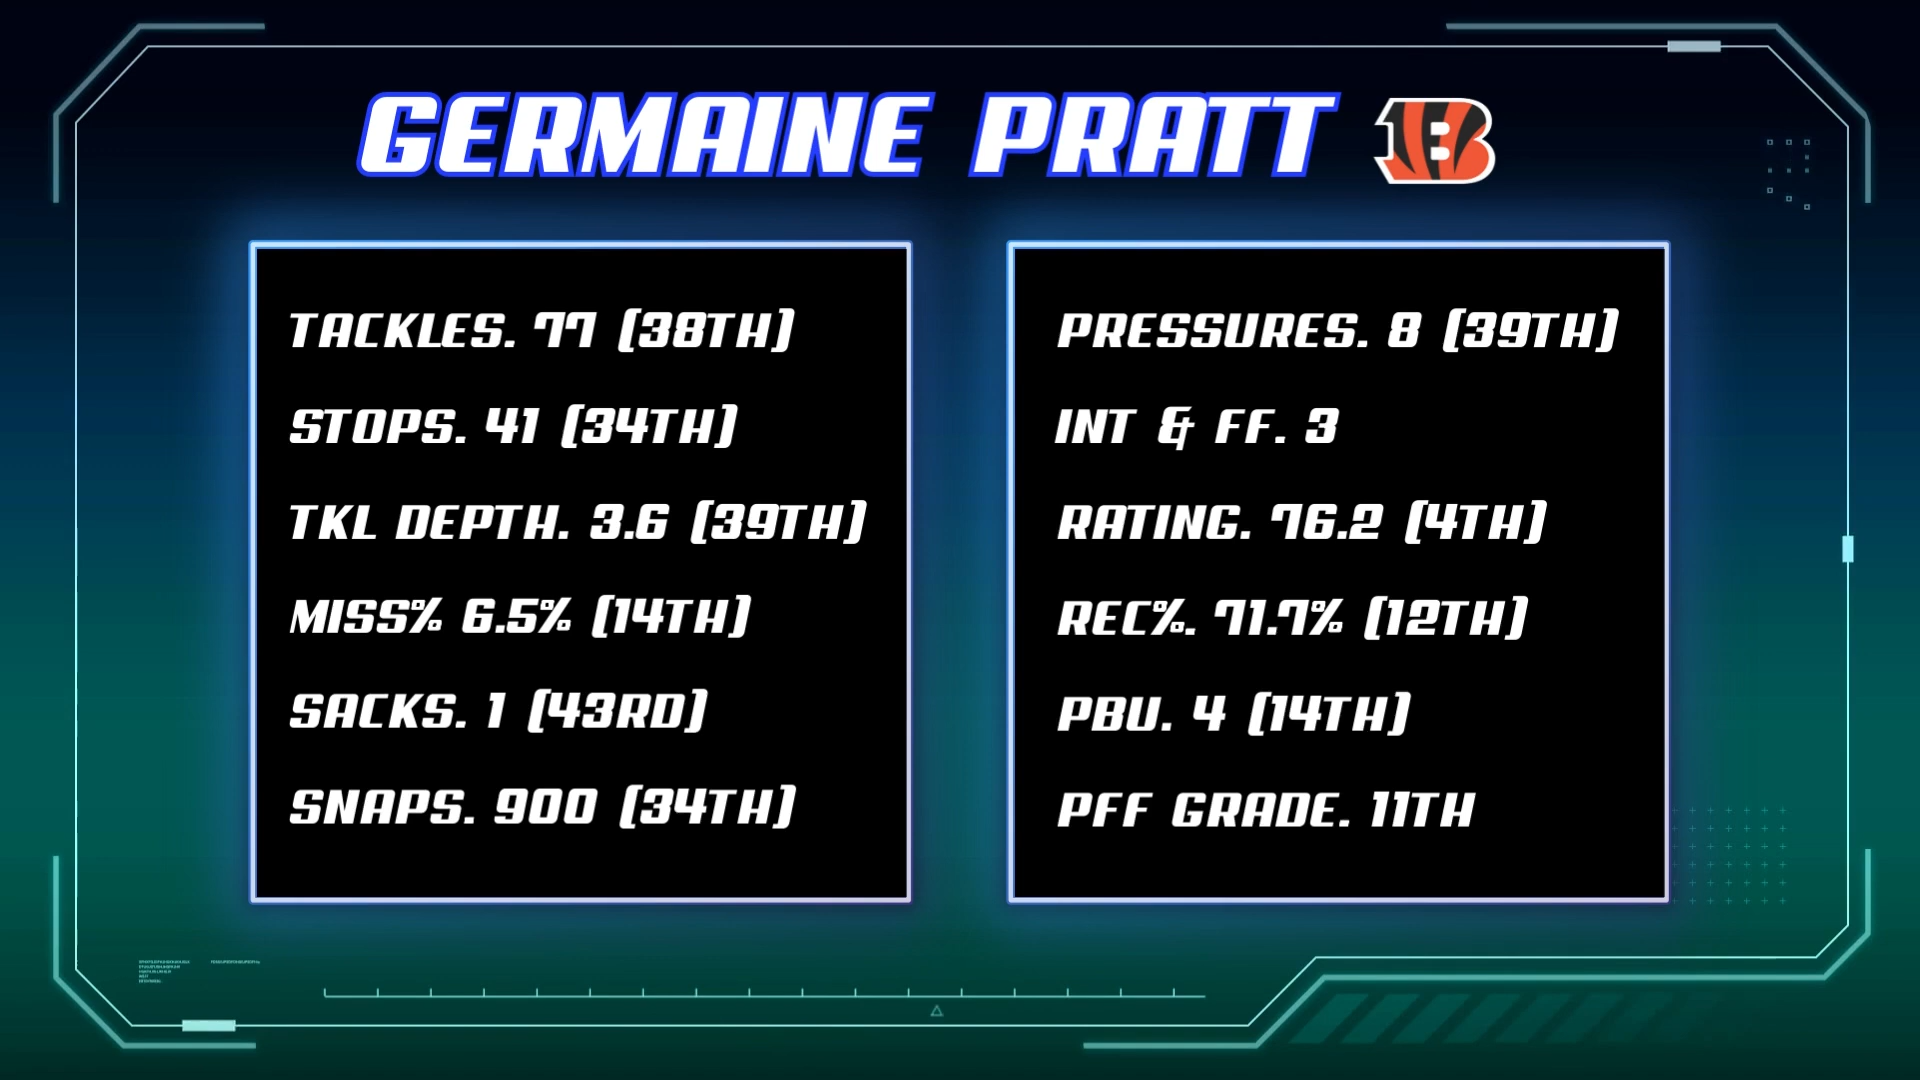 GERMAINE PRATT
TACKLES. 77 (38TH)
STOPS. 41 (34TH)
TKL DEPTH. 3.6 (39TH)
MISS% 6.5% (14TH)
SACKS. 1 (43RD)
SNAPS. 900 (34TH)
PRESSURES. 8 (39TH)
INT & FF. 3
RATING. 76.2 (4TH)
REC%. 71.7% (12TH)
PBU. 4 (14TH)
PFF GRADE. 11TH